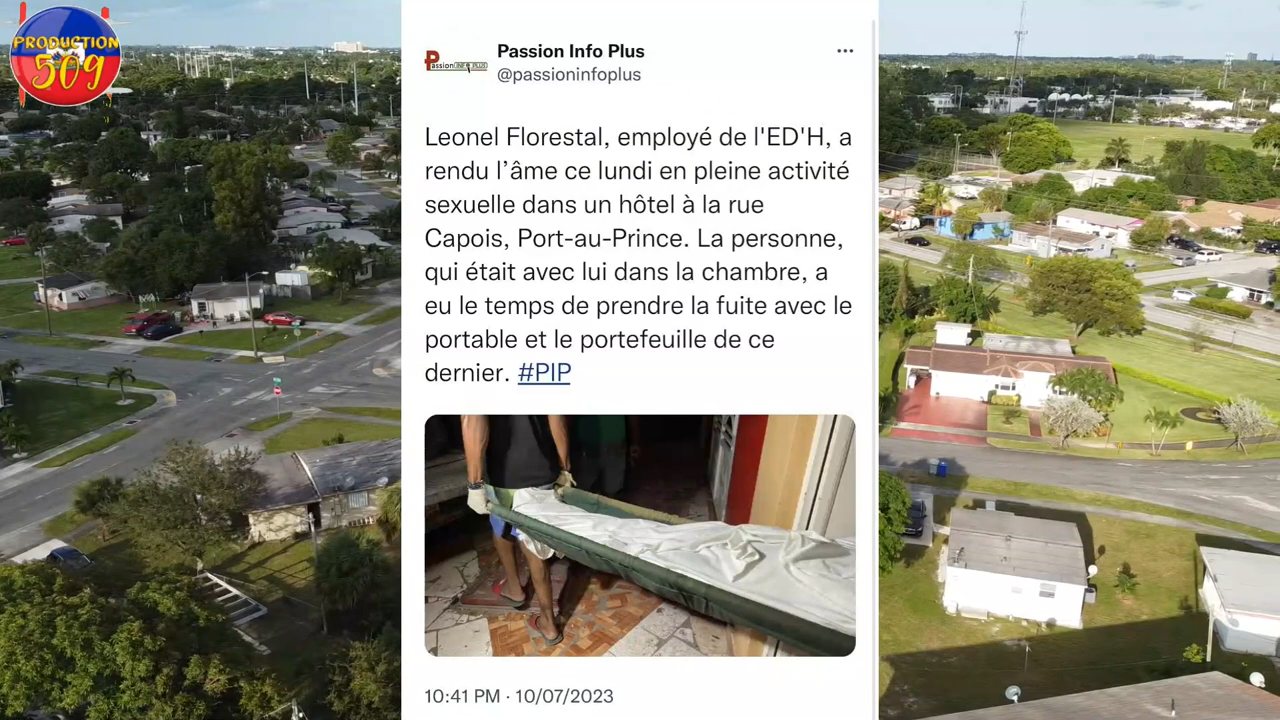 PRODUCTION
509
Passion Info Plus
@passioninfoplus
Passion INFO PLUS
Leonel Florestal, employé de l'ED'H, a
rendu l’âme ce lundi en pleine activité
sexuelle dans un hôtel à la rue
Capois, Port-au-Prince. La personne,
qui était avec lui dans la chambre, a
eu le temps de prendre la fuite avec le
portable et le portefeuille de ce
dernier. #PIP
10:41 PM · 10/07/2023